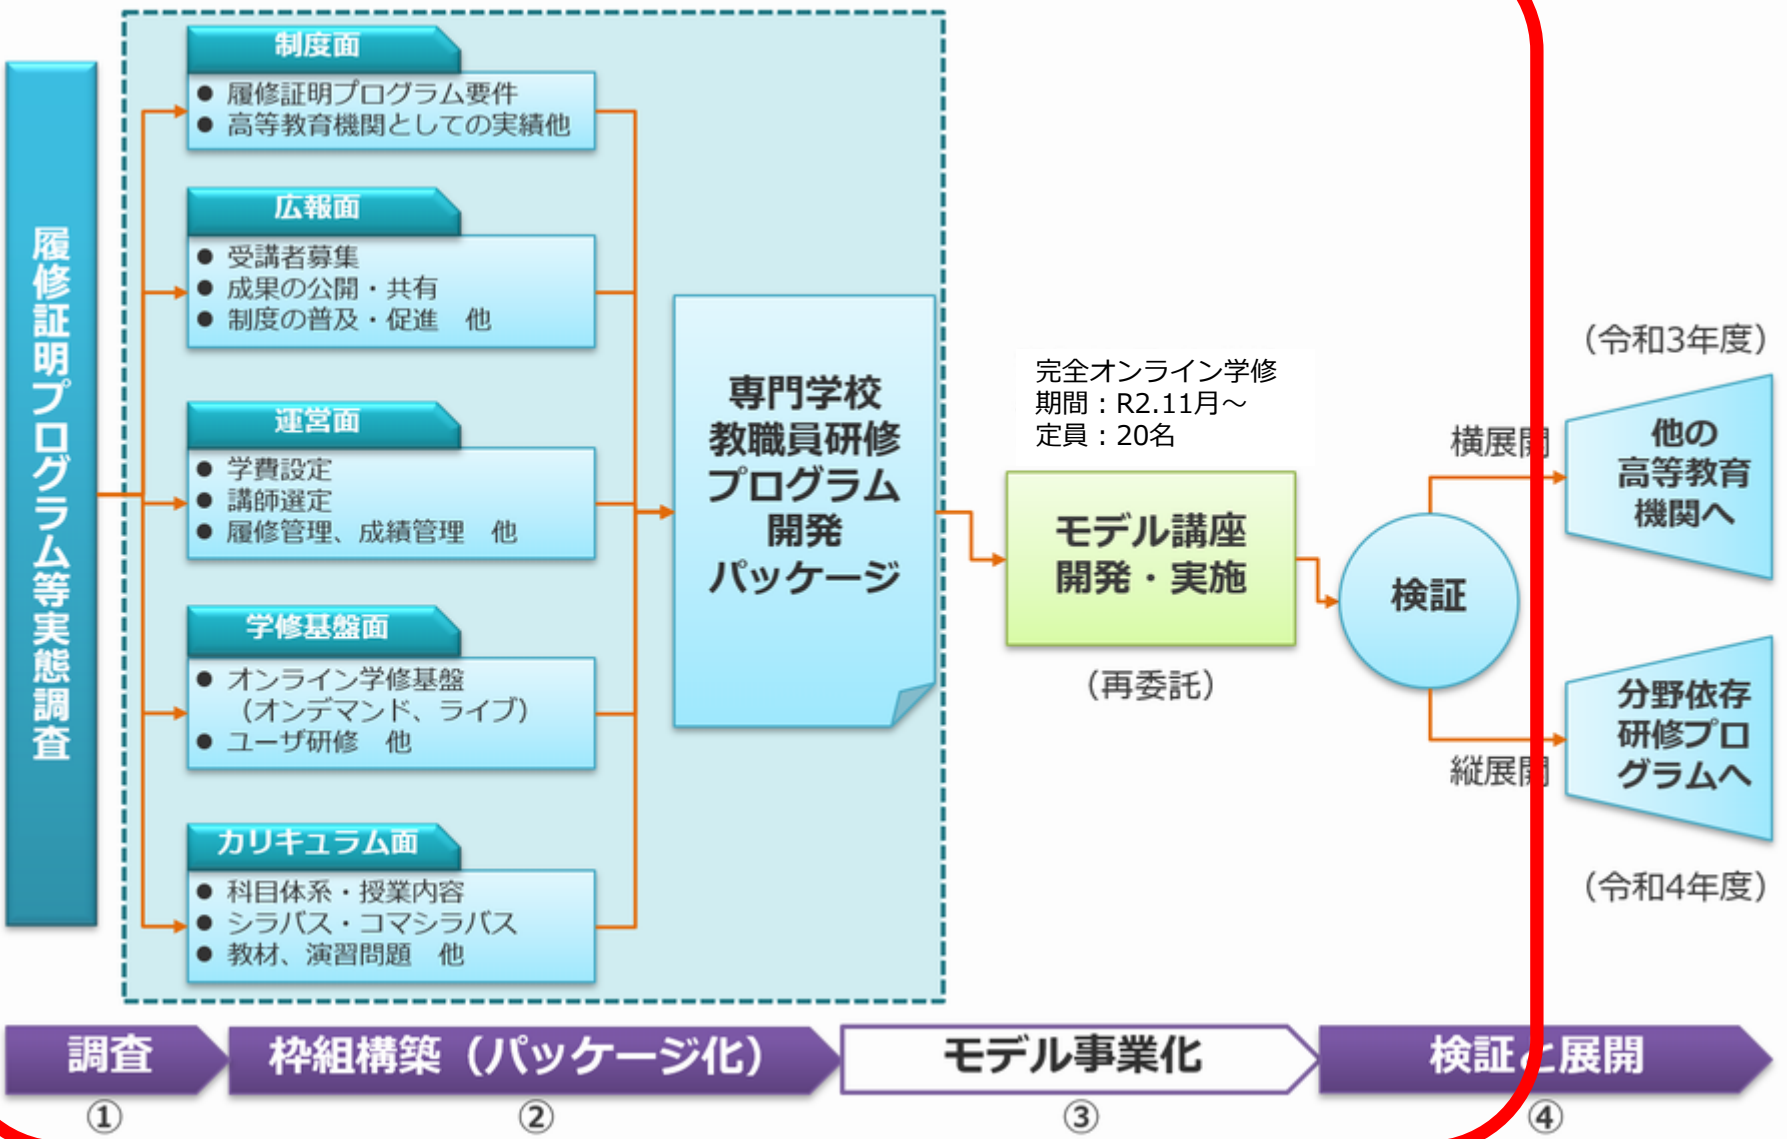 履修証明プログラム等実態調査
制度面
● 履修証明プログラム要件
● 高等教育機関としての実績他
広報面
● 受講者募集
● 成果の公開・共有
● 制度の普及・促進　他
運営面
● 学費設定
● 講師選定
● 履修管理、成績管理　他
学修基盤面
● オンライン学修基盤
（オンデマンド、ライブ）
● ユーザ研修　他
カリキュラム面
● 科目体系・授業内容
● シラバス・コマシラバス
● 教材、演習問題　他
専門学校
教職員研修
プログラム
開発
パッケージ
完全オンライン学修
期間：R2.11月～
定員：20名
モデル講座
開発・実施
（再委託）
検証
横展開
（令和3年度）
他の
高等教育
機関へ
縦展開
分野依存
研修プロ
グラムへ
（令和4年度）
調査
枠組構築（パッケージ化）
モデル事業化
検証と展開
①
②
③
④